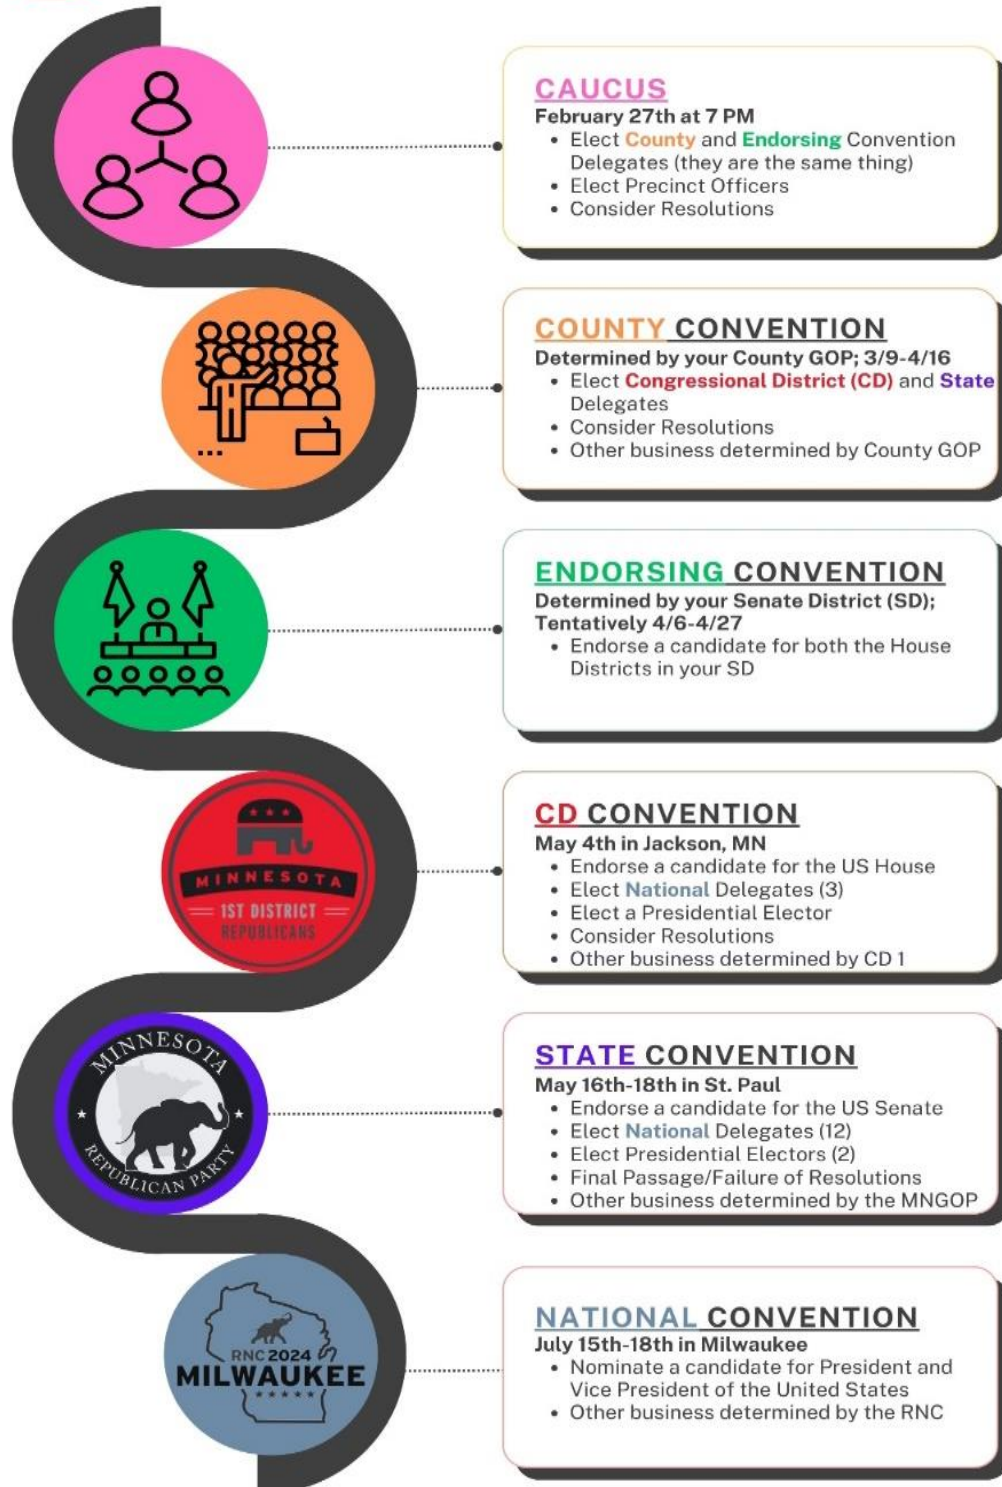 CAUCUS
February 27th at 7 PM
• Elect County and Endorsing Convention
Delegates (they are the same thing)
• Elect Precinct Officers
• Consider Resolutions
COUNTY CONVENTION
Determined by your County GOP; 3/9-4/16
• Elect Congressional District (CD) and State
Delegates
• Consider Resolutions
• Other business determined by County GOP
ENDORSING CONVENTION
Determined by your Senate District (SD);
Tentatively 4/6-4/27
• Endorse a candidate for both the House
Districts in your SD
MINNESOTA
1ST DISTRICT
REPUBLICANS
CD CONVENTION
May 4th in Jackson, MN
• Endorse a candidate for the US House
• Elect National Delegates (3)
• Elect a Presidential Elector
• Consider Resolutions
• Other business determined by CD 1
MINNESOTA
REPUBLICAN PARTY
STATE CONVENTION
May 16th-18th in St. Paul
• Endorse a candidate for the US Senate
• Elect National Delegates (12)
• Elect Presidential Electors (2)
• Final Passage/Failure of Resolutions
• Other business determined by the MNGOP
RNC 2024
MILWAUKEE
NATIONAL CONVENTION
July 15th-18th in Milwaukee
• Nominate a candidate for President and
Vice President of the United States
• Other business determined by the RNC